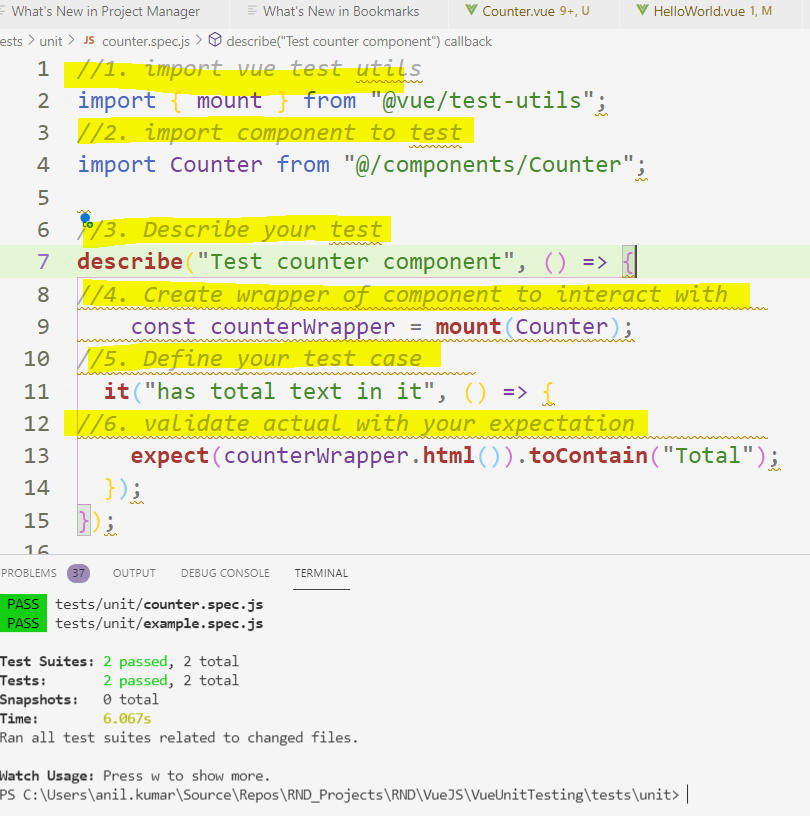 What's New in Project Manager What's New in Bookmarks Counter.vue 9+, U HelloWorld.vue 1, M
ests > unit > JS counter.spec.js > describe("Test counter component") callback
1 //1. import vue test utils
2 import { mount } from "@vue/test-utils";
3 //2. import component to test
4 import Counter from "@/components/Counter";
5
6 //3. Describe your test
7 describe("Test counter component", () => {
8 //4. Create wrapper of component to interact with
9 const counterWrapper = mount(Counter);
10 //5. Define your test case
11 it("has total text in it", () => {
12 //6. validate actual with your expectation
13 expect(counterWrapper.html()).toContain("Total");
14 });
15 });
16
PROBLEMS 37 OUTPUT DEBUG CONSOLE TERMINAL
PASS tests/unit/counter.spec.js
PASS tests/unit/example.spec.js
Test Suites: 2 passed, 2 total
Tests: 2 passed, 2 total
Snapshots: 0 total
Time: 6.067s
Ran all test suites related to changed files.
Watch Usage: Press w to show more.
PS C:\Users\anil.kumar\Source\Repos\RND_Projects\RND\VueJS\VueUnitTesting\tests\unit>